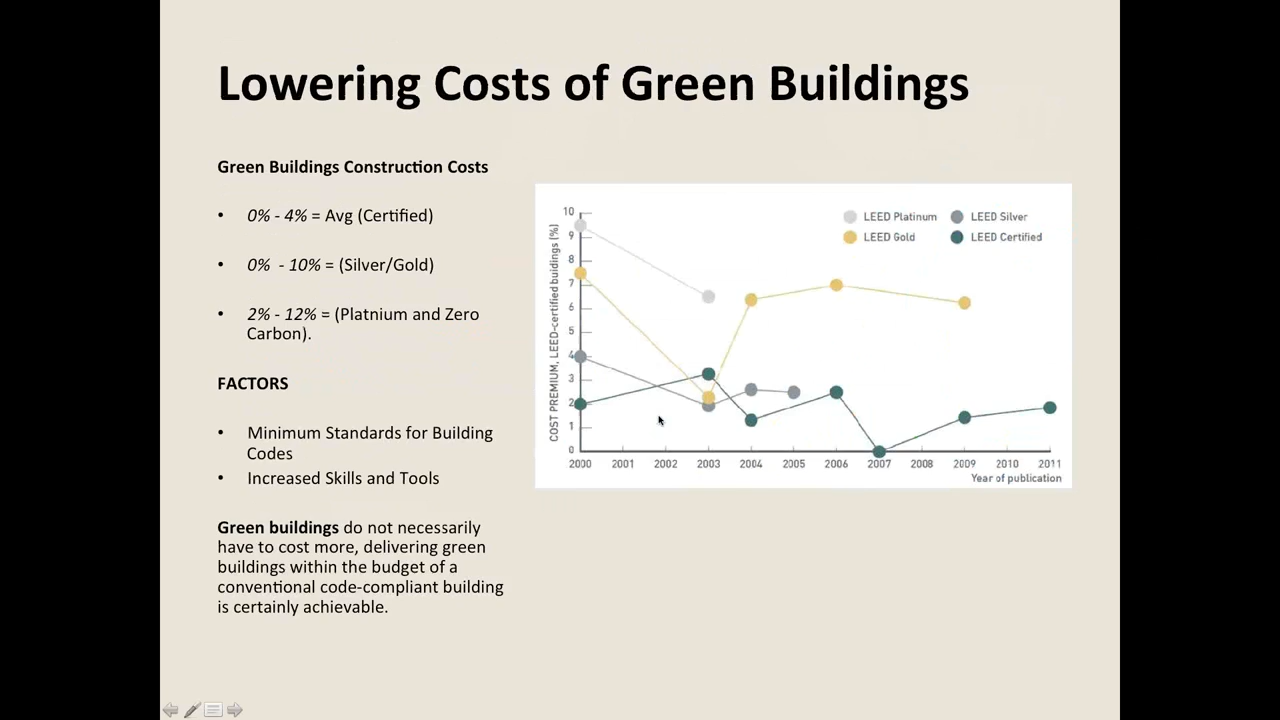 Lowering Costs of Green Buildings
Green Buildings Construction Costs
• 0% - 4% = Avg (Certified)
• 0%  - 10% = (Silver/Gold)
• 2% - 12% = (Platnium and Zero
Carbon).
FACTORS
• Minimum Standards for Building
Codes
• Increased Skills and Tools
Green buildings do not necessarily
have to cost more, delivering green
buildings within the budget of a
conventional code-compliant building
is certainly achievable.
COST PREMIUM, LEED-certified buidings (%)
10
9
8
7
6
5
4
3
2
1
0
LEED Platinum
LEED Silver
LEED Gold
LEED Certified
2000 2001 2002 2003 2004 2005 2006 2007 2008 2009 2010 2011
Year of publication